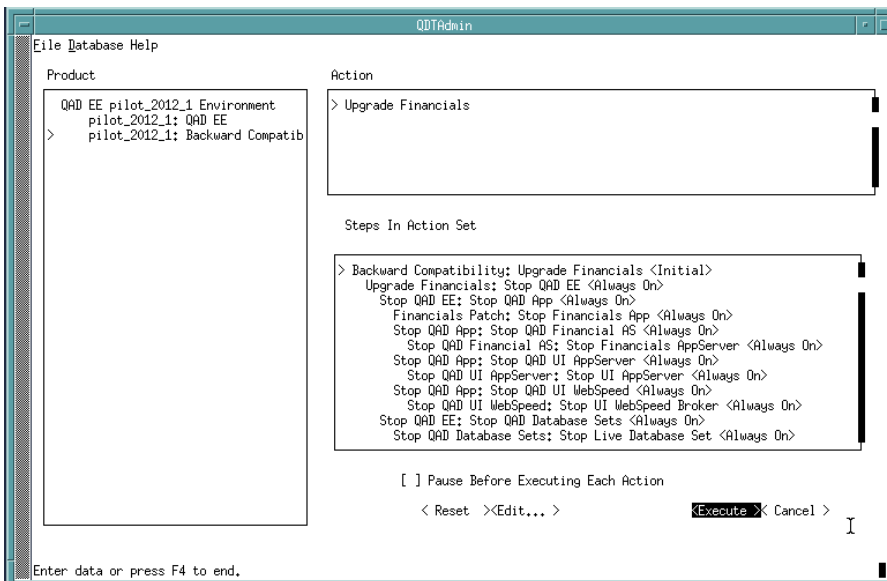 QDTAdmin
File Database Help
Product
QAD EE pilot_2012_1 Environment
pilot_2012_1: QAD EE
> pilot_2012_1: Backward Compatib
Action
> Upgrade Financials
Steps In Action Set
> Backward Compatibility: Upgrade Financials <Initial>
Upgrade Financials: Stop QAD EE <Always On>
Stop QAD EE: Stop QAD App <Always On>
Financials Patch: Stop Financials App <Always On>
Stop QAD App: Stop QAD Financial AS <Always On>
Stop QAD Financial AS: Stop Financials AppServer <Always On>
Stop QAD App: Stop QAD UI AppServer <Always On>
Stop QAD UI AppServer: Stop UI AppServer <Always On>
Stop QAD App: Stop QAD UI WebSpeed <Always On>
Stop QAD UI WebSpeed: Stop UI WebSpeed Broker <Always On>
Stop QAD EE: Stop QAD Database Sets <Always On>
Stop QAD Database Sets: Stop Live Database Set <Always On>
[ ] Pause Before Executing Each Action
< Reset ><Edit... > <Execute >< Cancel >
Enter data or press F4 to end.